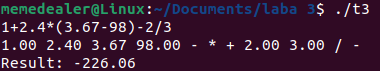 memedealer@Linux:~/Documents/laba 3$ ./t3
1+2.4*(3.67-98)-2/3
1.00 2.40 3.67 98.00 - * + 2.00 3.00 / -
Result: -226.06